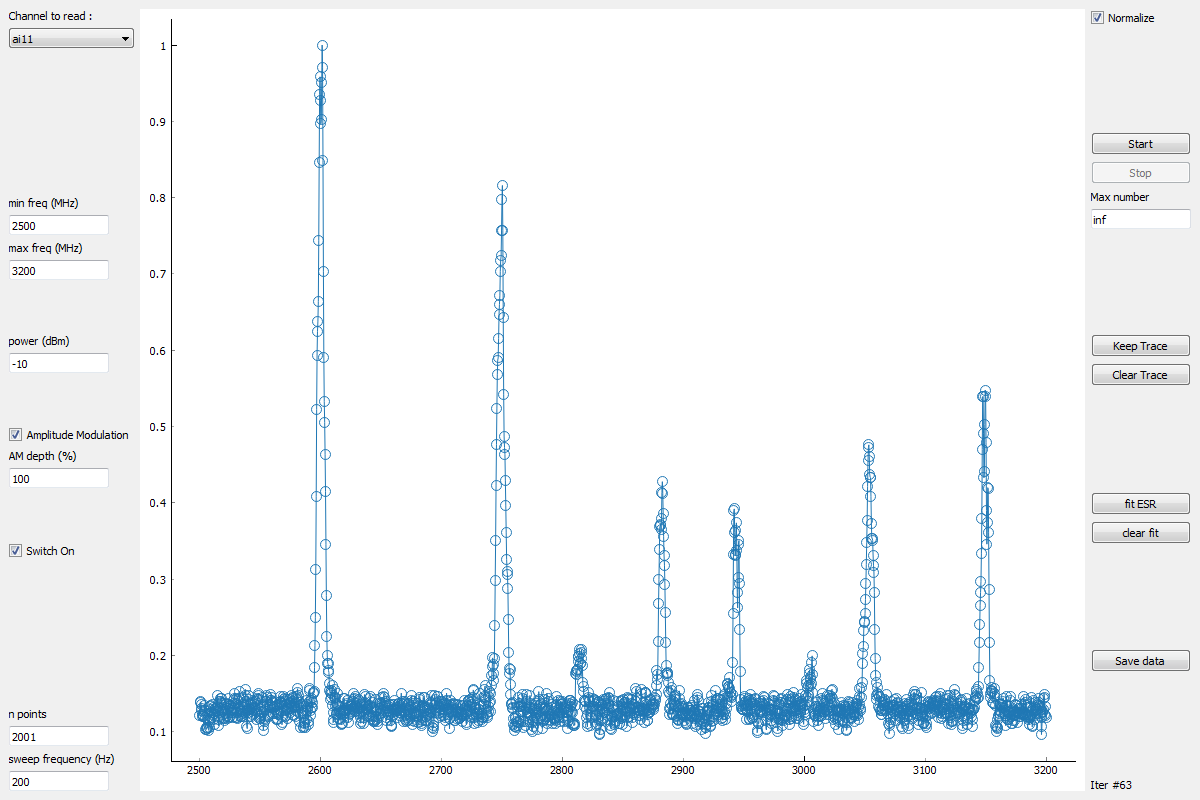 Channel to read :
ai11
min freq (MHz)
2500
max freq (MHz)
3200
power (dBm)
-10
Amplitude Modulation
AM depth (%)
100
Switch On
n points
2001
sweep frequency (Hz)
200
1
0.9
0.8
0.7
0.6
0.5
0.4
0.3
0.2
0.1
2500 2600 2700 2800 2900 3000 3100 3200
Normalize
Start
Stop
Max number
inf
Keep Trace
Clear Trace
fit ESR
clear fit
Save data
Iter #63